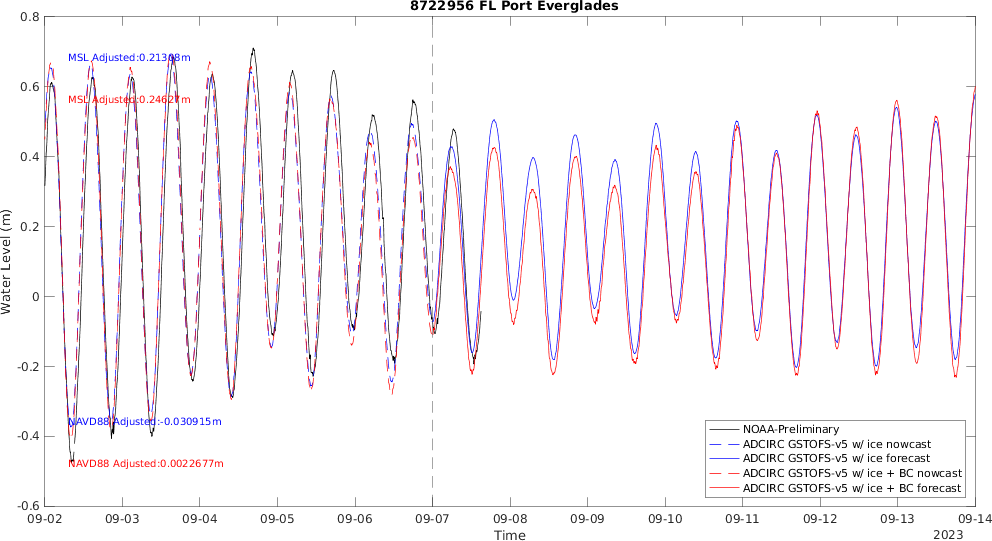 8722956 FL Port Everglades
0.8
0.6
0.4
0.2
0
-0.2
-0.4
-0.6
Water Level (m)
MSL Adjusted:0.21398m
MSL Adjusted:0.24627m
NAVD88 Adjusted:-0.030915m
NAVD88 Adjusted:0.0022677m
NOAA-Preliminary
ADCIRC GSTOFS-v5 w/ ice nowcast
ADCIRC GSTOFS-v5 w/ ice forecast
ADCIRC GSTOFS-v5 w/ ice + BC nowcast
ADCIRC GSTOFS-v5 w/ ice + BC forecast
09-02 09-03 09-04 09-05 09-06 09-07 09-08 09-09 09-10 09-11 09-12 09-13 09-14
Time
2023